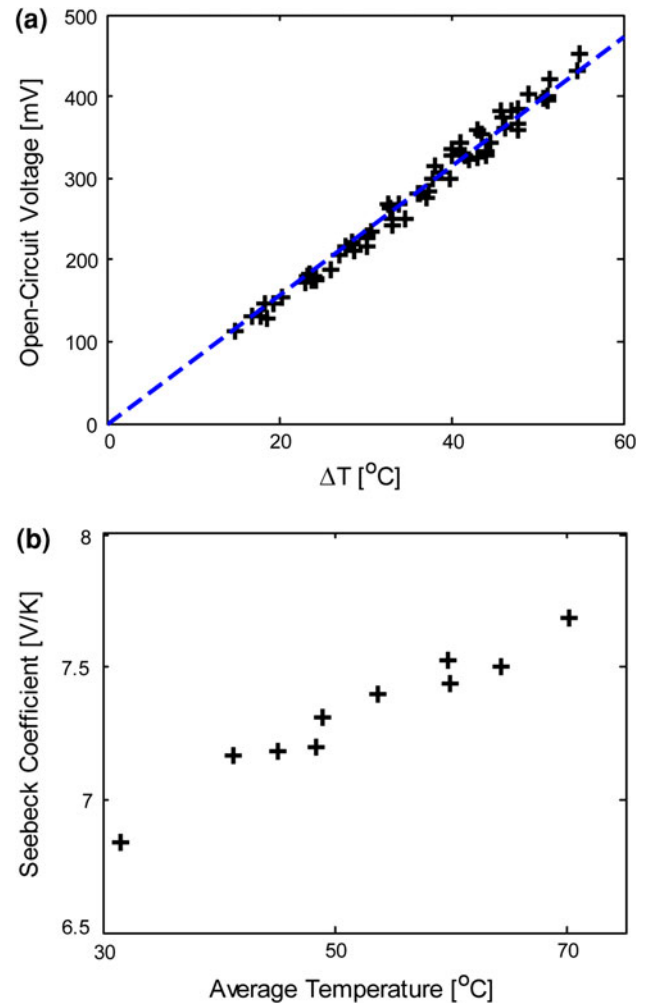 (a)
500
400
300
200
100
0
Open-Circuit Voltage [mV]
0 20 40 60
ΔT [°C]
(b)
8
7.5
7
6.5
Seebeck Coefficient [V/K]
30 50 70
Average Temperature [°C]